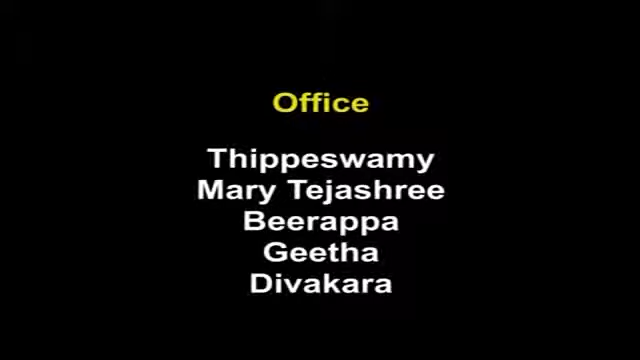 Office
Thippeswamy
Mary Tejashree
Beerappa
Geetha
Divakara